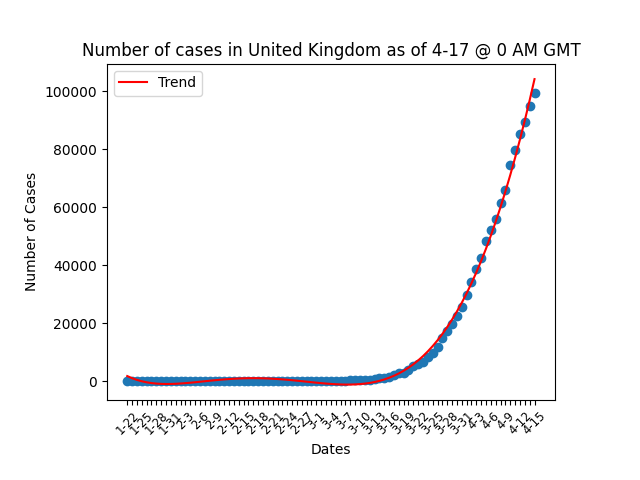 Number of cases in United Kingdom as of 4-17 @ 0 AM GMT
Trend
Number of Cases
100000
80000
60000
40000
20000
0
1-22 1-25 1-28 1-31 2-3 2-6 2-9 2-12 2-15 2-18 2-21 2-24 2-27 3-1 3-4 3-7 3-10 3-13 3-16 3-19 3-22 3-25 3-28 3-31 4-3 4-6 4-9 4-12 4-15
Dates